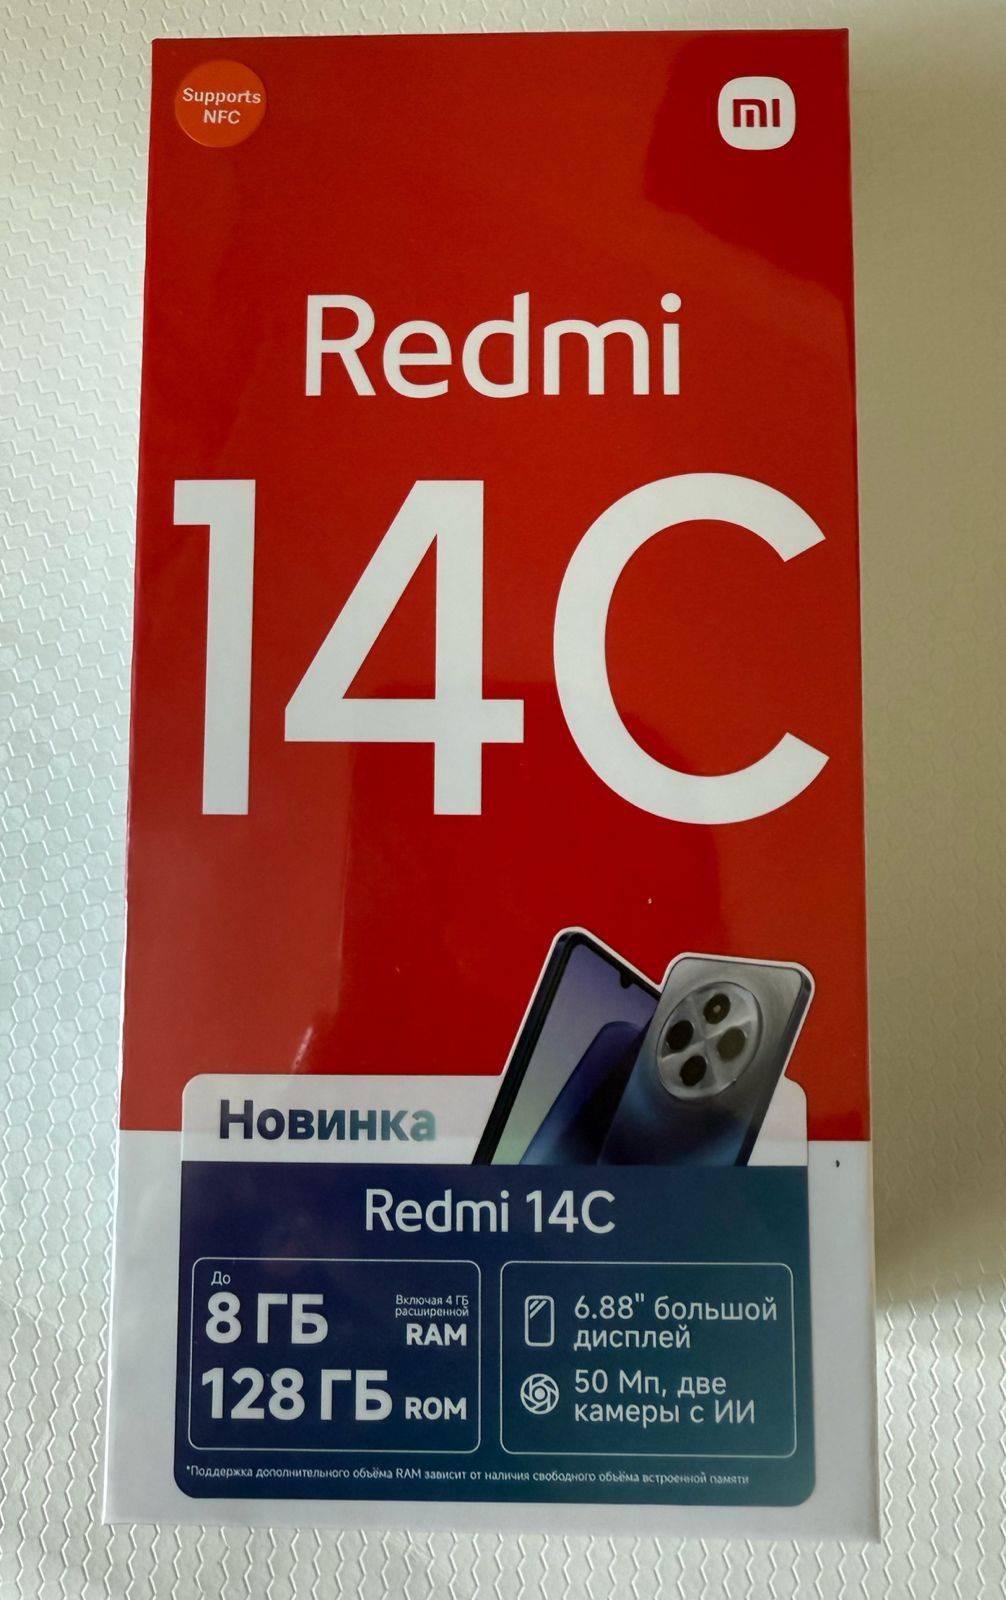 Supports
NFC
mi
Redmi
14C
Новинка
Redmi 14C
До
8 ГБ
Включая 4 ГБ
расширенной
RAM
128 ГБ ROM
6.88" большой
дисплей
50 Мп, две
камеры с ИИ
*Поддержка дополнительного объёма RAM зависит от наличия свободного объёма встроенной памяти